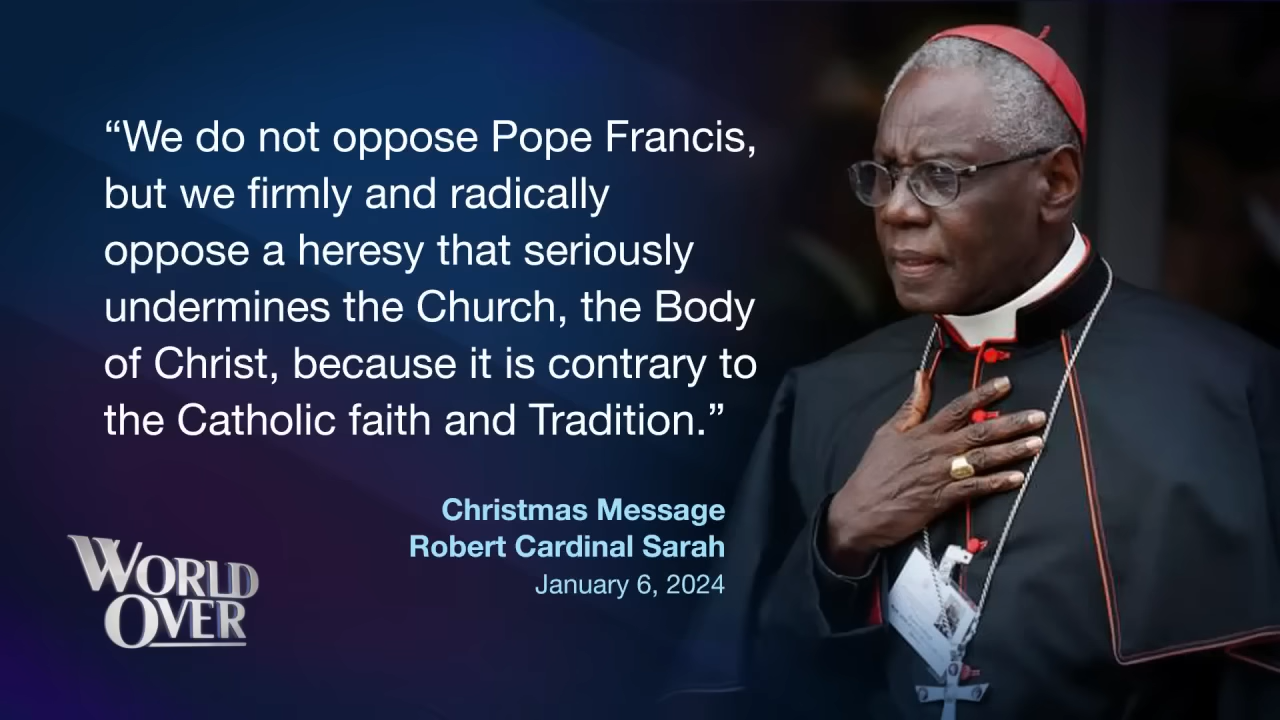 “We do not oppose Pope Francis,
but we firmly and radically
oppose a heresy that seriously
undermines the Church, the Body
of Christ, because it is contrary to
the Catholic faith and Tradition.”
Christmas Message
Robert Cardinal Sarah
January 6, 2024
WORLD
OVER